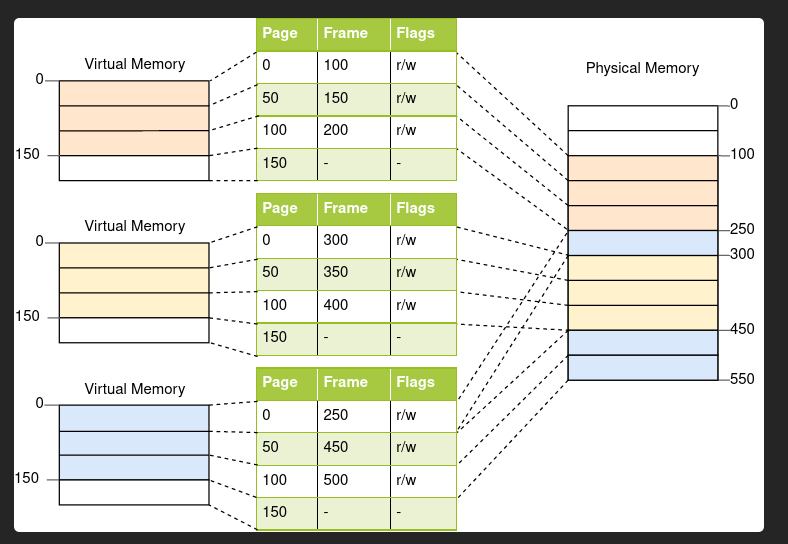 Virtual Memory
0
150
Page Frame Flags
0 100 r/w
50 150 r/w
100 200 r/w
150 - -
Virtual Memory
0
150
Page Frame Flags
0 300 r/w
50 350 r/w
100 400 r/w
150 - -
Virtual Memory
0
150
Page Frame Flags
0 250 r/w
50 450 r/w
100 500 r/w
150 - -
Physical Memory
0
100
250
300
450
550